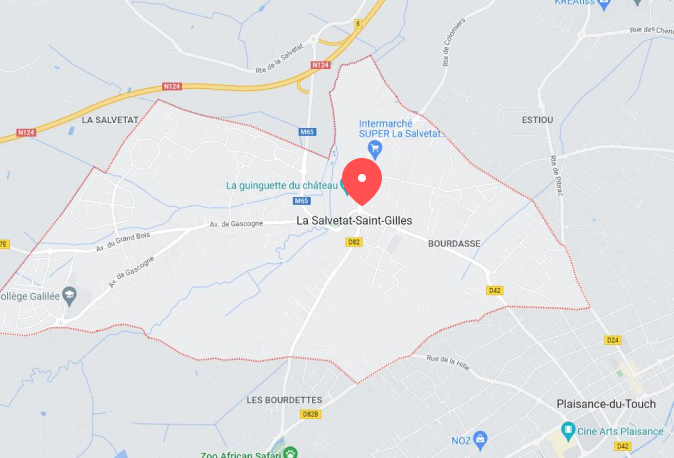 KREAtiss
8
Rue des Chen
Rte de la Salvetat
Rte de Colomiers
N124
N124
N124
LA SALVETAT
Intermarché
SUPER La Salvetat...
ESTIOU
M65
Rte de Pibrac
La guinguette du château
M65
La Salvetat-Saint-Gilles
Av. de Gascogne
Av. du Grand Bois
D82
BOURDASSE
7E
Av. de Gascogne
ollège Galilée
D42
D24
Rue de la Hille
LES BOURDETTES
Plaisance-du-Touch
D82B
Ciné Arts Plaisance
NOZ
D42
Zoo African Safari